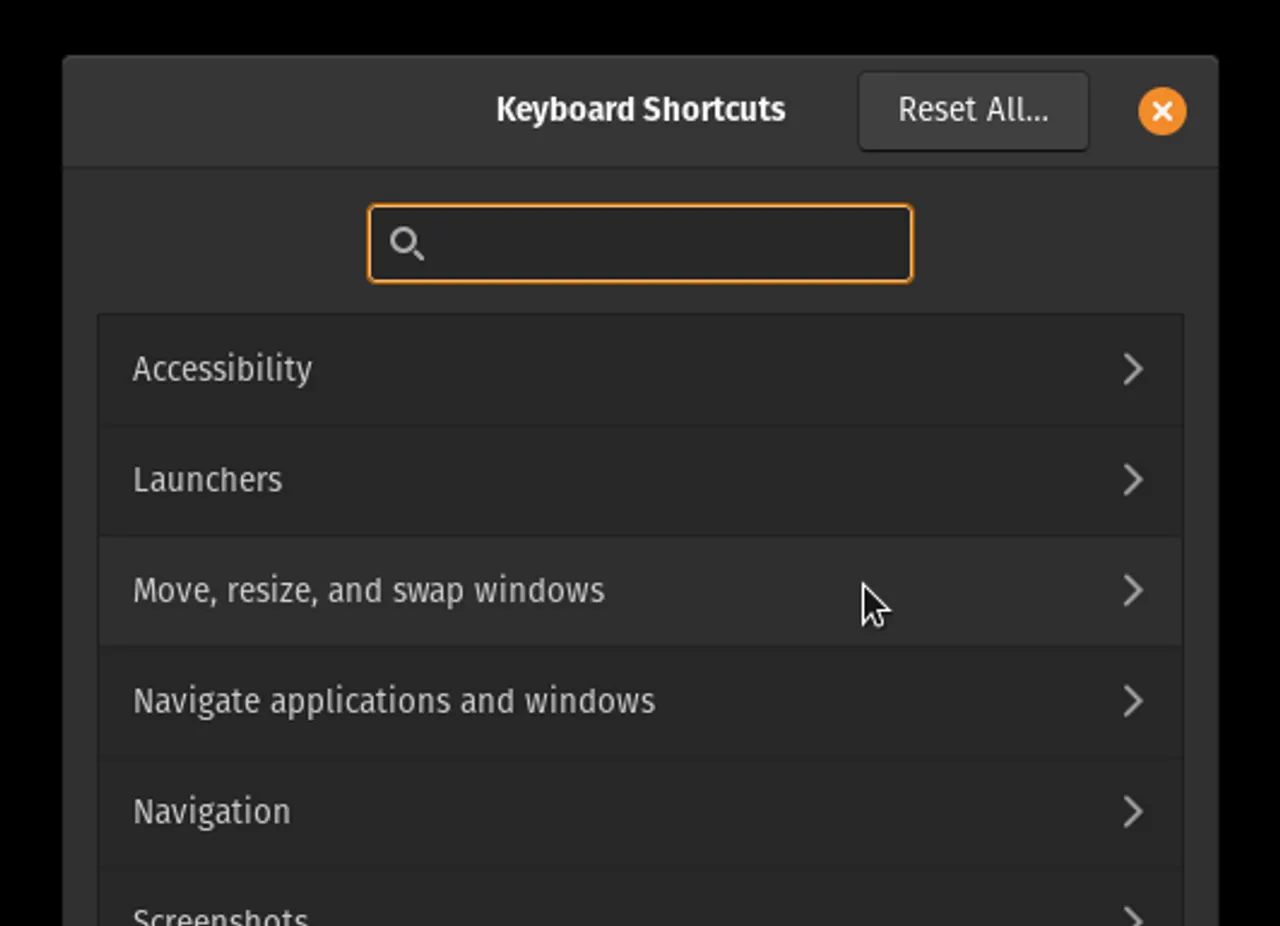 Keyboard Shortcuts
Reset All...
Accessibility
Launchers
Move, resize, and swap windows
Navigate applications and windows
Navigation
Screenshots